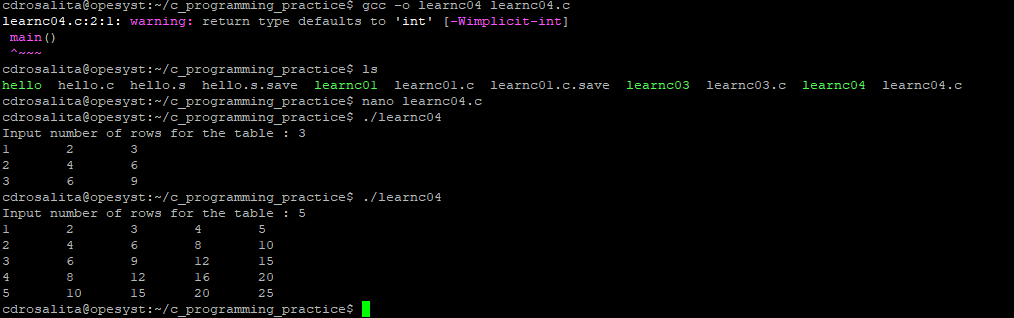 cdrosalita@opesyst:~/c_programming_practice$ gcc -o learnc04 learnc04.c
learnc04.c:2:1: warning: return type defaults to 'int' [-Wimplicit-int]
 main()
 ^~~~
cdrosalita@opesyst:~/c_programming_practice$ ls
hello  hello.c  hello.s  hello.s.save  learnc01  learnc01.c  learnc01.c.save  learnc03  learnc03.c  learnc04  learnc04.c
cdrosalita@opesyst:~/c_programming_practice$ nano learnc04.c
cdrosalita@opesyst:~/c_programming_practice$ ./learnc04
Input number of rows for the table : 3
1       2       3
2       4       6
3       6       9
cdrosalita@opesyst:~/c_programming_practice$ ./learnc04
Input number of rows for the table : 5
1       2       3       4       5
2       4       6       8       10
3       6       9       12      15
4       8       12      16      20
5       10      15      20      25
cdrosalita@opesyst:~/c_programming_practice$